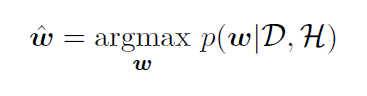 ŵ = argmax p(w|𝒟, ℋ)
w